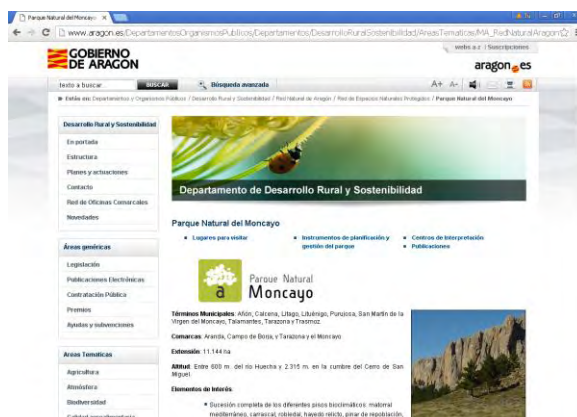 Parque Natural del Moncayo
www.aragon.es/DepartamentosOrganismosPublicos/Departamentos/DesarrolloRuralSostenibilidad/AreasTematicas/MA_RedNaturalAragon
GOBIERNO
DE ARAGON
webs a-z | Suscripciones
aragon.es
texto a buscar
BUSCAR
Búsqueda avanzada
A+ A-
Estás en: Departamentos y Organismos Públicos / Desarrollo Rural y Sostenibilidad / Red Natural de Aragón / Red de Espacios Naturales Protegidos / Parque Natural del Moncayo
Desarrollo Rural y Sostenibilidad
En portada
Estructura
Planes y actuaciones
Contacto
Red de Oficinas Comarcales
Novedades
Áreas genéricas
Legislación
Publicaciones Electrónicas
Contratación Pública
Premios
Ayudas y subvenciones
Areas Tematicas
Agricultura
Atmósfera
Biodiversidad
Departamento de Desarrollo Rural y Sostenibilidad
Parque Natural del Moncayo
Lugares para visitar
Instrumentos de planificación y
gestión del parque
Centros de Interpretación
Publicaciones
a
Parque Natural
Moncayo
Términos Municipales: Añón, Calcena, Litago, Lituénigo, Purujosa, San Martín de la
Virgen del Moncayo, Talamantes, Tarazona y Trasmoz.
Comarcas: Aranda, Campo de Borja, y Tarazona y el Moncayo
Extensión: 11.144 ha
Altitud: Entre 600 m. del río Huecha y 2.315 m. en la cumbre del Cerro de San
Miguel.
Elementos de Interés:
Sucesión completa de los diferentes pisos bioclimáticos: matorral
mediterráneo, carrascal, robledal, hayedo relicto, pinar de repoblación,